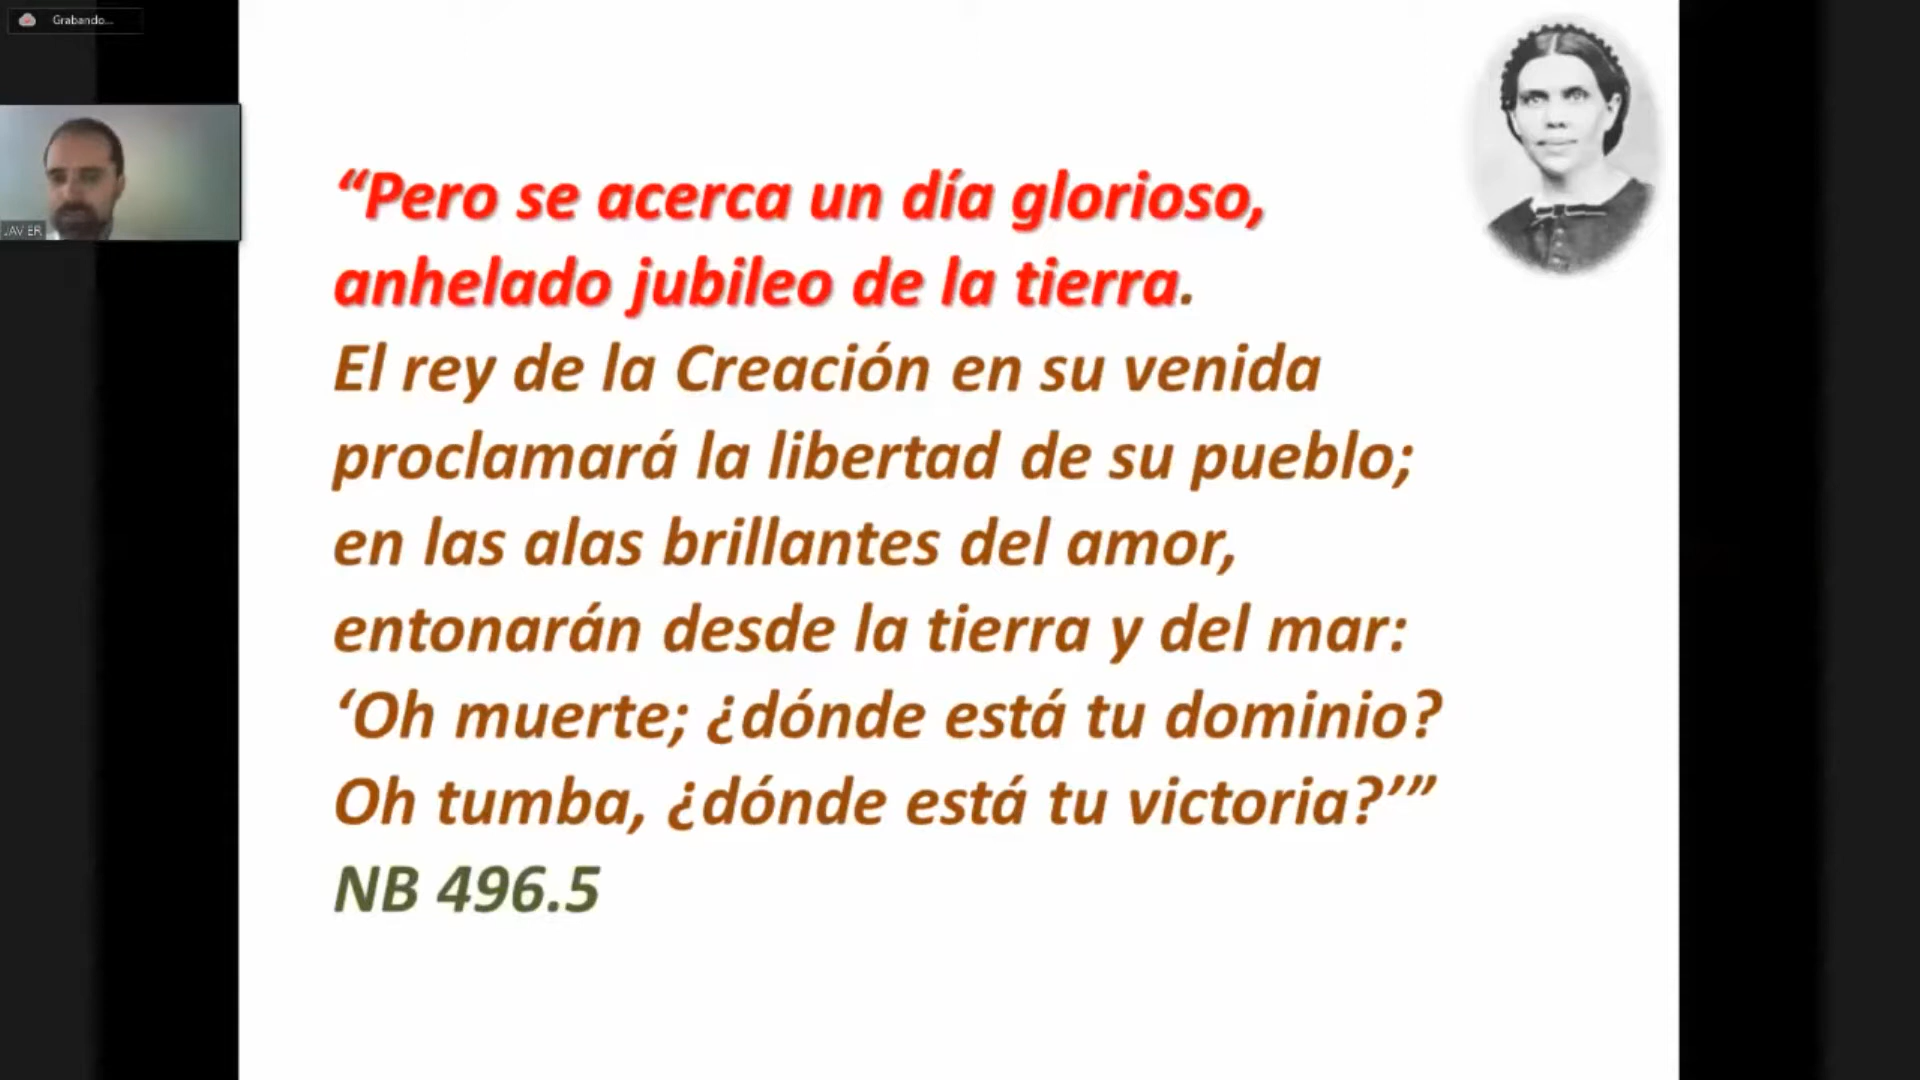 Grabando...
JAVIER
“Pero se acerca un día glorioso,
anhelado jubileo de la tierra.
El rey de la Creación en su venida
proclamará la libertad de su pueblo;
en las alas brillantes del amor,
entonarán desde la tierra y del mar:
‘Oh muerte; ¿dónde está tu dominio?
Oh tumba, ¿dónde está tu victoria?’”
NB 496.5